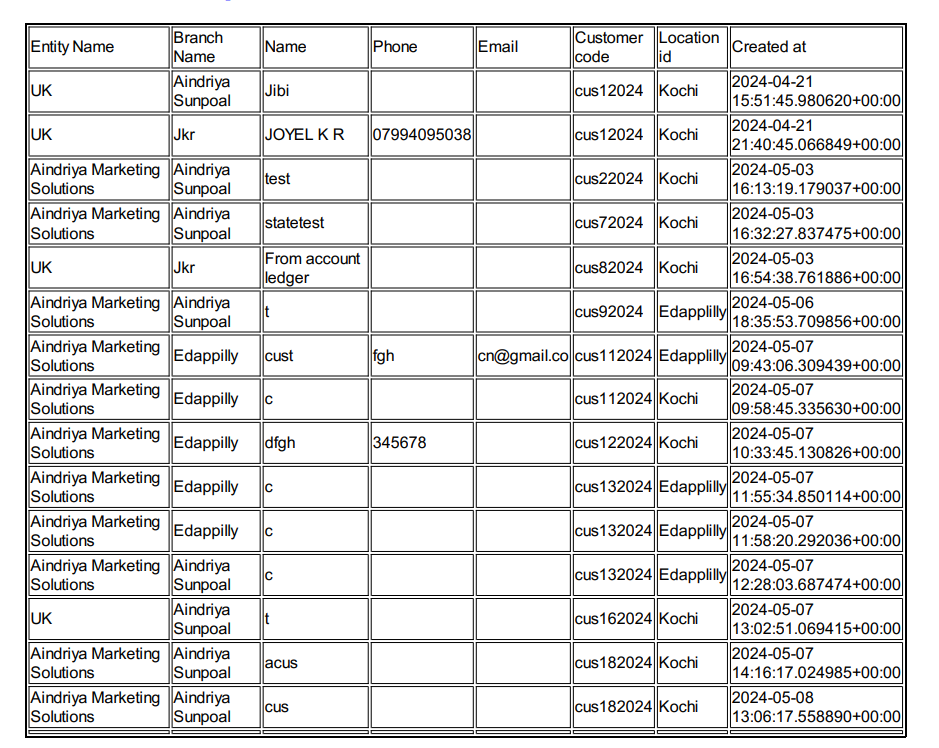 Entity Name Branch Name Name Phone Email Customer code Location id Created at
UK Aindriya Sunpoal Jibi cus12024 Kochi 2024-04-21 15:51:45.980620+00:00
UK Jkr JOYEL K R 07994095038 cus12024 Kochi 2024-04-21 21:40:45.066849+00:00
Aindriya Marketing Solutions Aindriya Sunpoal test cus22024 Kochi 2024-05-03 16:13:19.179037+00:00
Aindriya Marketing Solutions Aindriya Sunpoal statetest cus72024 Kochi 2024-05-03 16:32:27.837475+00:00
UK Jkr From account ledger cus82024 Kochi 2024-05-03 16:54:38.761886+00:00
Aindriya Marketing Solutions Aindriya Sunpoal t cus92024 Edapplilly 2024-05-06 18:35:53.709856+00:00
Aindriya Marketing Solutions Edappilly cust fgh cn@gmail.co cus112024 Edapplilly 2024-05-07 09:43:06.309439+00:00
Aindriya Marketing Solutions Edappilly c cus112024 Kochi 2024-05-07 09:58:45.335630+00:00
Aindriya Marketing Solutions Edappilly dfgh 345678 cus122024 Kochi 2024-05-07 10:33:45.130826+00:00
Aindriya Marketing Solutions Edappilly c cus132024 Edapplilly 2024-05-07 11:55:34.850114+00:00
Aindriya Marketing Solutions Edappilly c cus132024 Edapplilly 2024-05-07 11:58:20.292036+00:00
Aindriya Marketing Solutions Aindriya Sunpoal c cus132024 Edapplilly 2024-05-07 12:28:03.687474+00:00
UK Aindriya Sunpoal t cus162024 Kochi 2024-05-07 13:02:51.069415+00:00
Aindriya Marketing Solutions Aindriya Sunpoal acus cus182024 Kochi 2024-05-07 14:16:17.024985+00:00
Aindriya Marketing Solutions Aindriya Sunpoal cus cus182024 Kochi 2024-05-08 13:06:17.558890+00:00